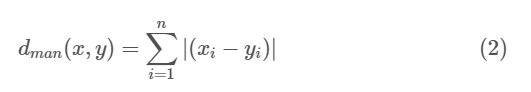 d_{man}(x, y) = \sum_{i=1}^{n} |(x_i - y_i)| (2)